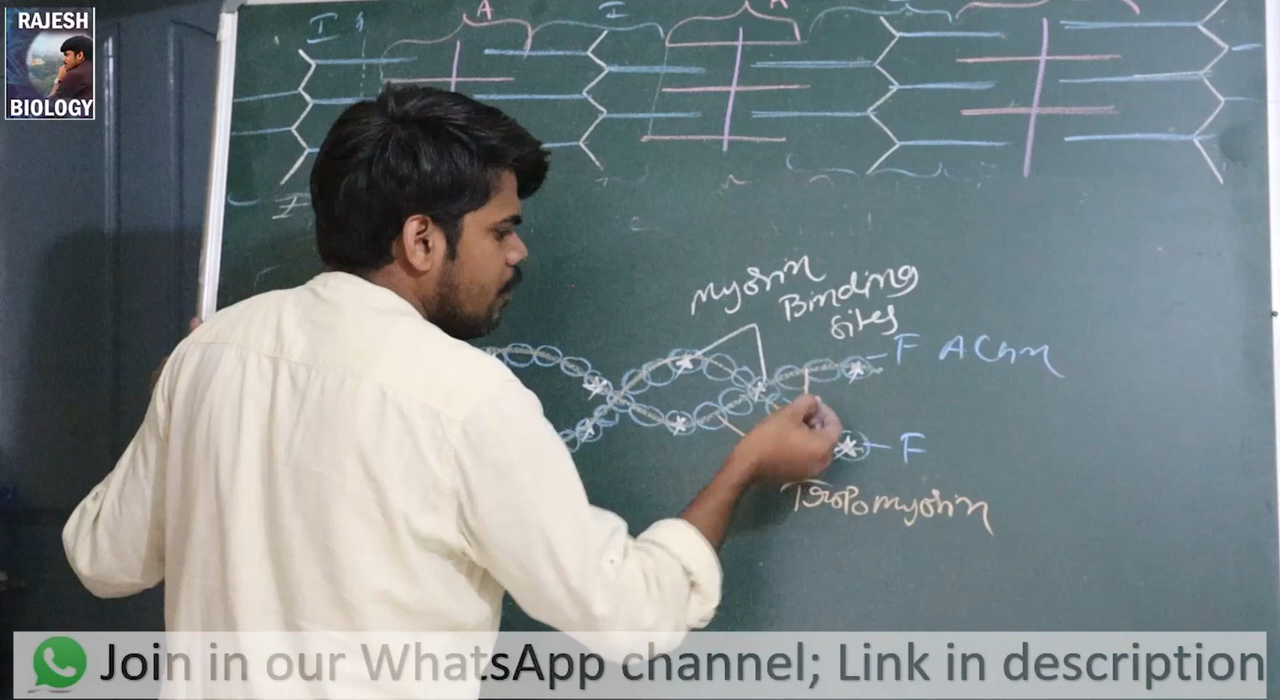 RAJESH
BIOLOGY
I
A
I
A
I
myosin
Binding
sites
F Actin
F
Tropomyosin
Join in our WhatsApp channel; Link in description